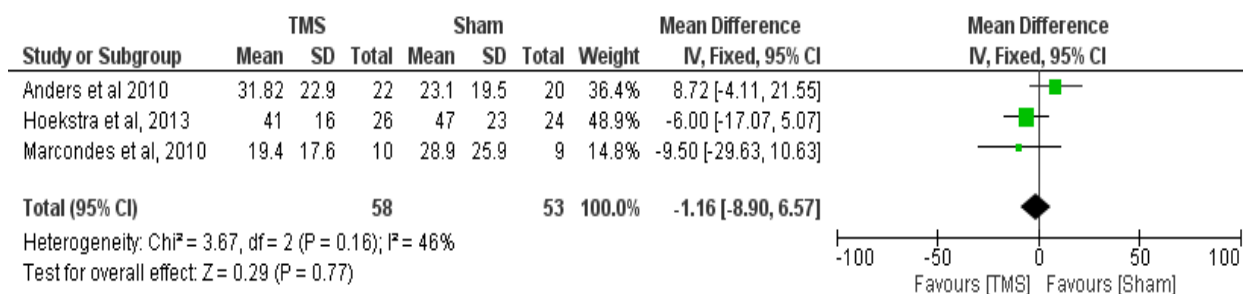 TMS Sham Mean Difference Mean Difference
Study or Subgroup Mean SD Total Mean SD Total Weight IV, Fixed, 95% CI IV, Fixed, 95% CI
Anders et al 2010 31.82 22.9 22 23.1 19.5 20 36.4% 8.72 [-4.11, 21.55]
Hoekstra et al, 2013 41 16 26 47 23 24 48.9% -6.00 [-17.07, 5.07]
Marcondes et al, 2010 19.4 17.6 10 28.9 25.9 9 14.8% -9.50 [-29.63, 10.63]
Total (95% CI) 58 53 100.0% -1.16 [-8.90, 6.57]
Heterogeneity: Chi² = 3.67, df = 2 (P = 0.16); I² = 46%
Test for overall effect: Z = 0.29 (P = 0.77)
-100 -50 0 50 100
Favours [TMS] Favours [Sham]